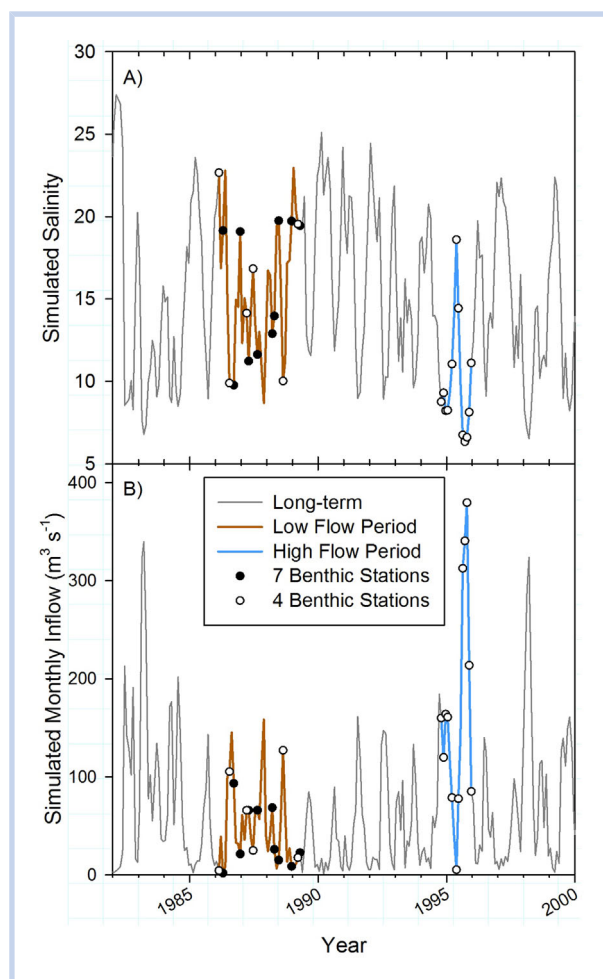 A)
30
25
20
15
10
5
Simulated Salinity
B)
400
300
200
100
0
Simulated Monthly Inflow (m³ s⁻¹)
Long-term
Low Flow Period
High Flow Period
7 Benthic Stations
4 Benthic Stations
1985 1990 1995 2000
Year